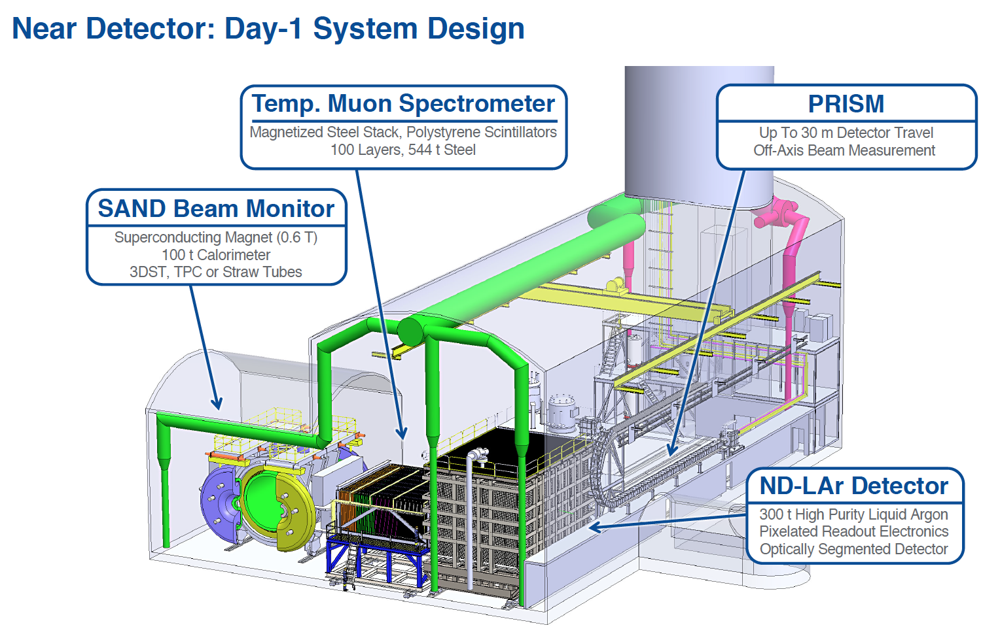 Near Detector: Day-1 System Design
Temp. Muon Spectrometer
Magnetized Steel Stack, Polystyrene Scintillators
100 Layers, 544 t Steel
PRISM
Up To 30 m Detector Travel
Off-Axis Beam Measurement
SAND Beam Monitor
Superconducting Magnet (0.6 T)
100 t Calorimeter
3DST, TPC or Straw Tubes
ND-LAr Detector
300 t High Purity Liquid Argon
Pixelated Readout Electronics
Optically Segmented Detector